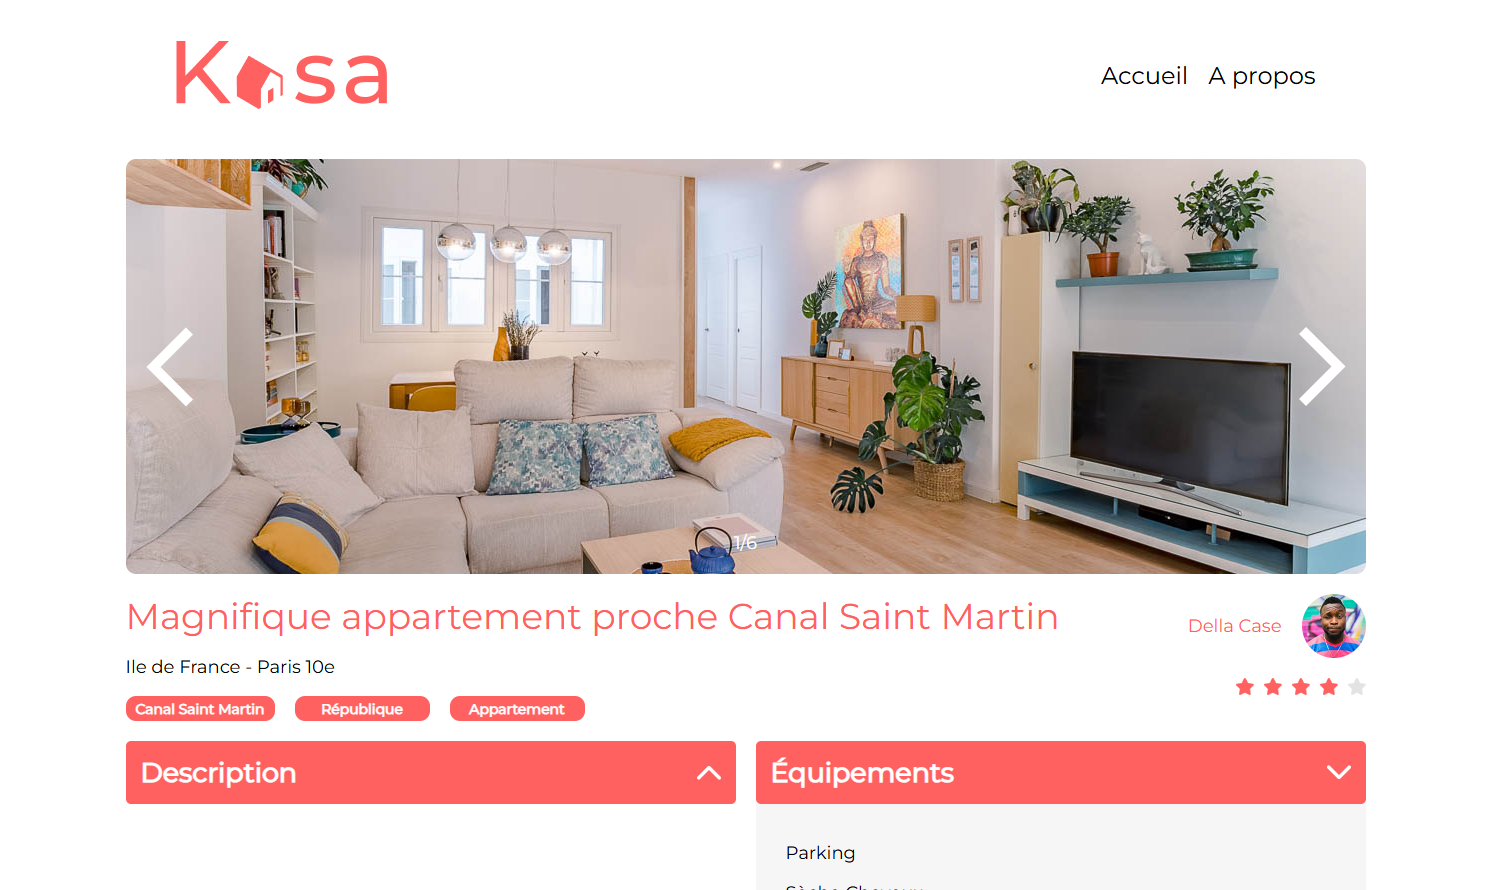 Kasa
Accueil A propos
1/6
Magnifique appartement proche Canal Saint Martin
Della Case
Ile de France - Paris 10e
Canal Saint Martin République Appartement
Description Équipements
Parking